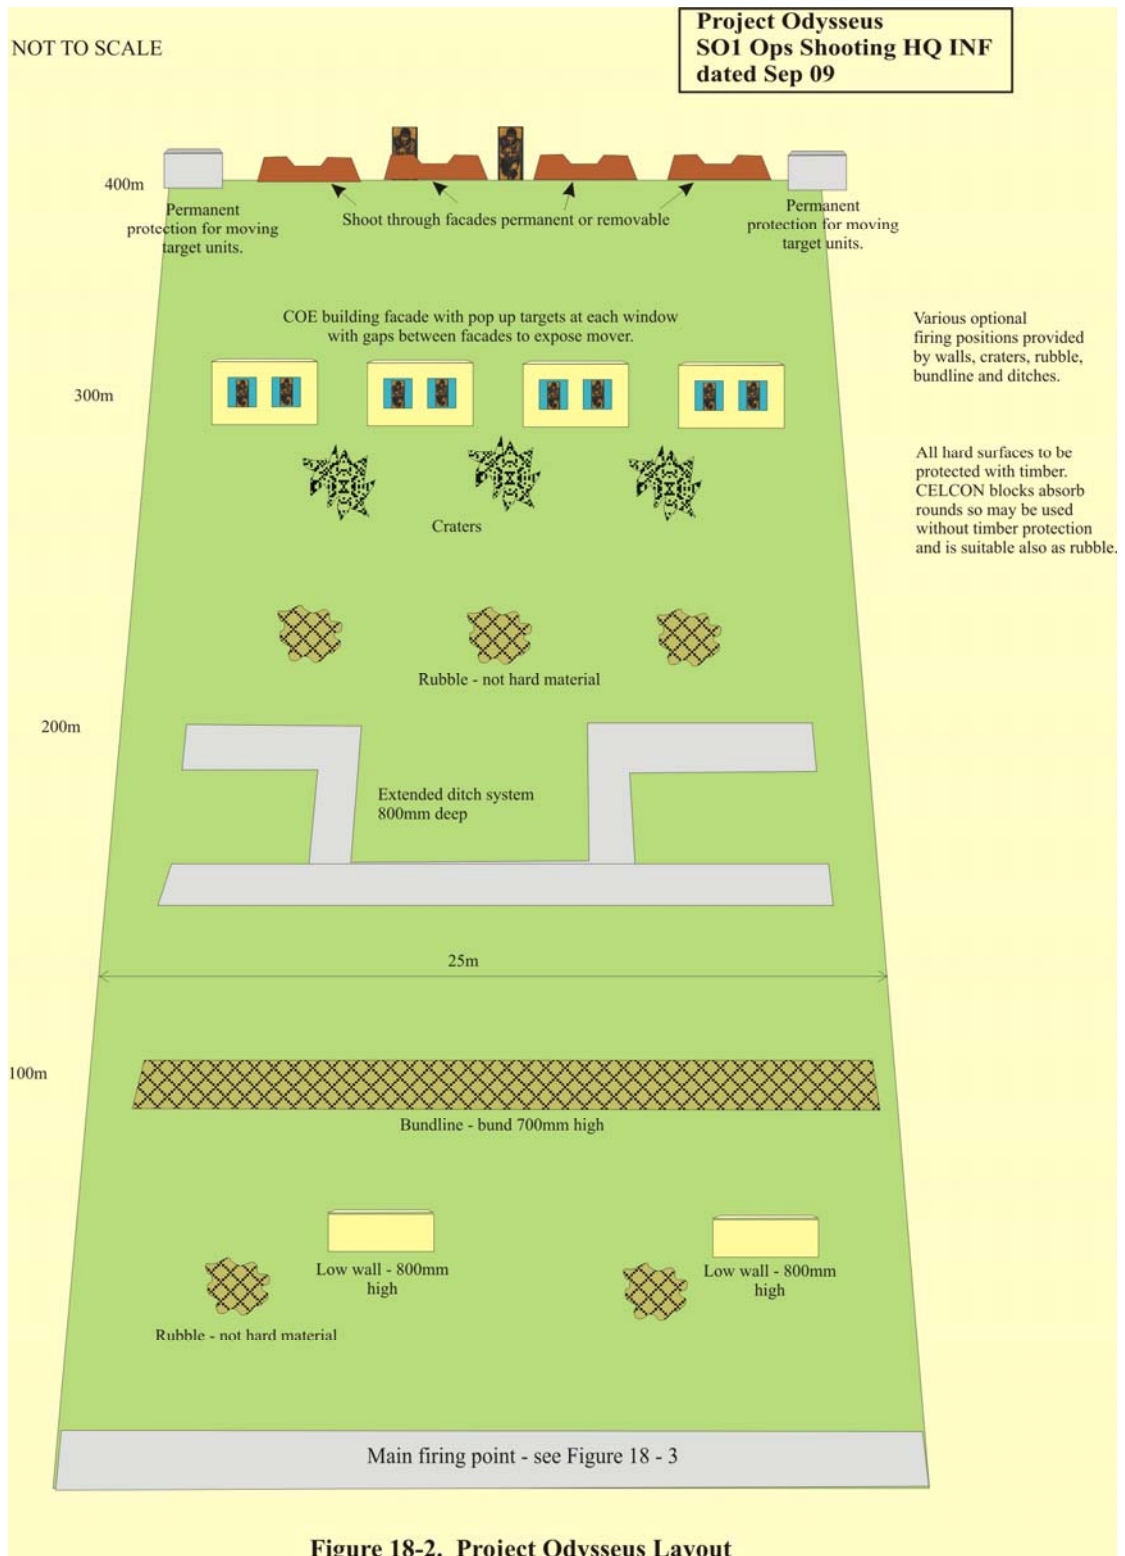 Project Odysseus
SO1 Ops Shooting HQ INF
dated Sep 09
NOT TO SCALE
400m
Permanent
protection for moving
target units.
Shoot through facades permanent or removable
Permanent
protection for moving
target units.
COE building facade with pop up targets at each window
with gaps between facades to expose mover.
Various optional
firing positions provided
by walls, craters, rubble,
bundline and ditches.
300m
All hard surfaces to be
protected with timber.
CELCON blocks absorb
rounds so may be used
without timber protection
and is suitable also as rubble.
Craters
Rubble - not hard material
200m
Extended ditch system
800mm deep
25m
100m
Bundline - bund 700mm high
Low wall - 800mm
high
Low wall - 800mm
high
Rubble - not hard material
Main firing point - see Figure 18 - 3
Figure 18-2. Project Odysseus Layout